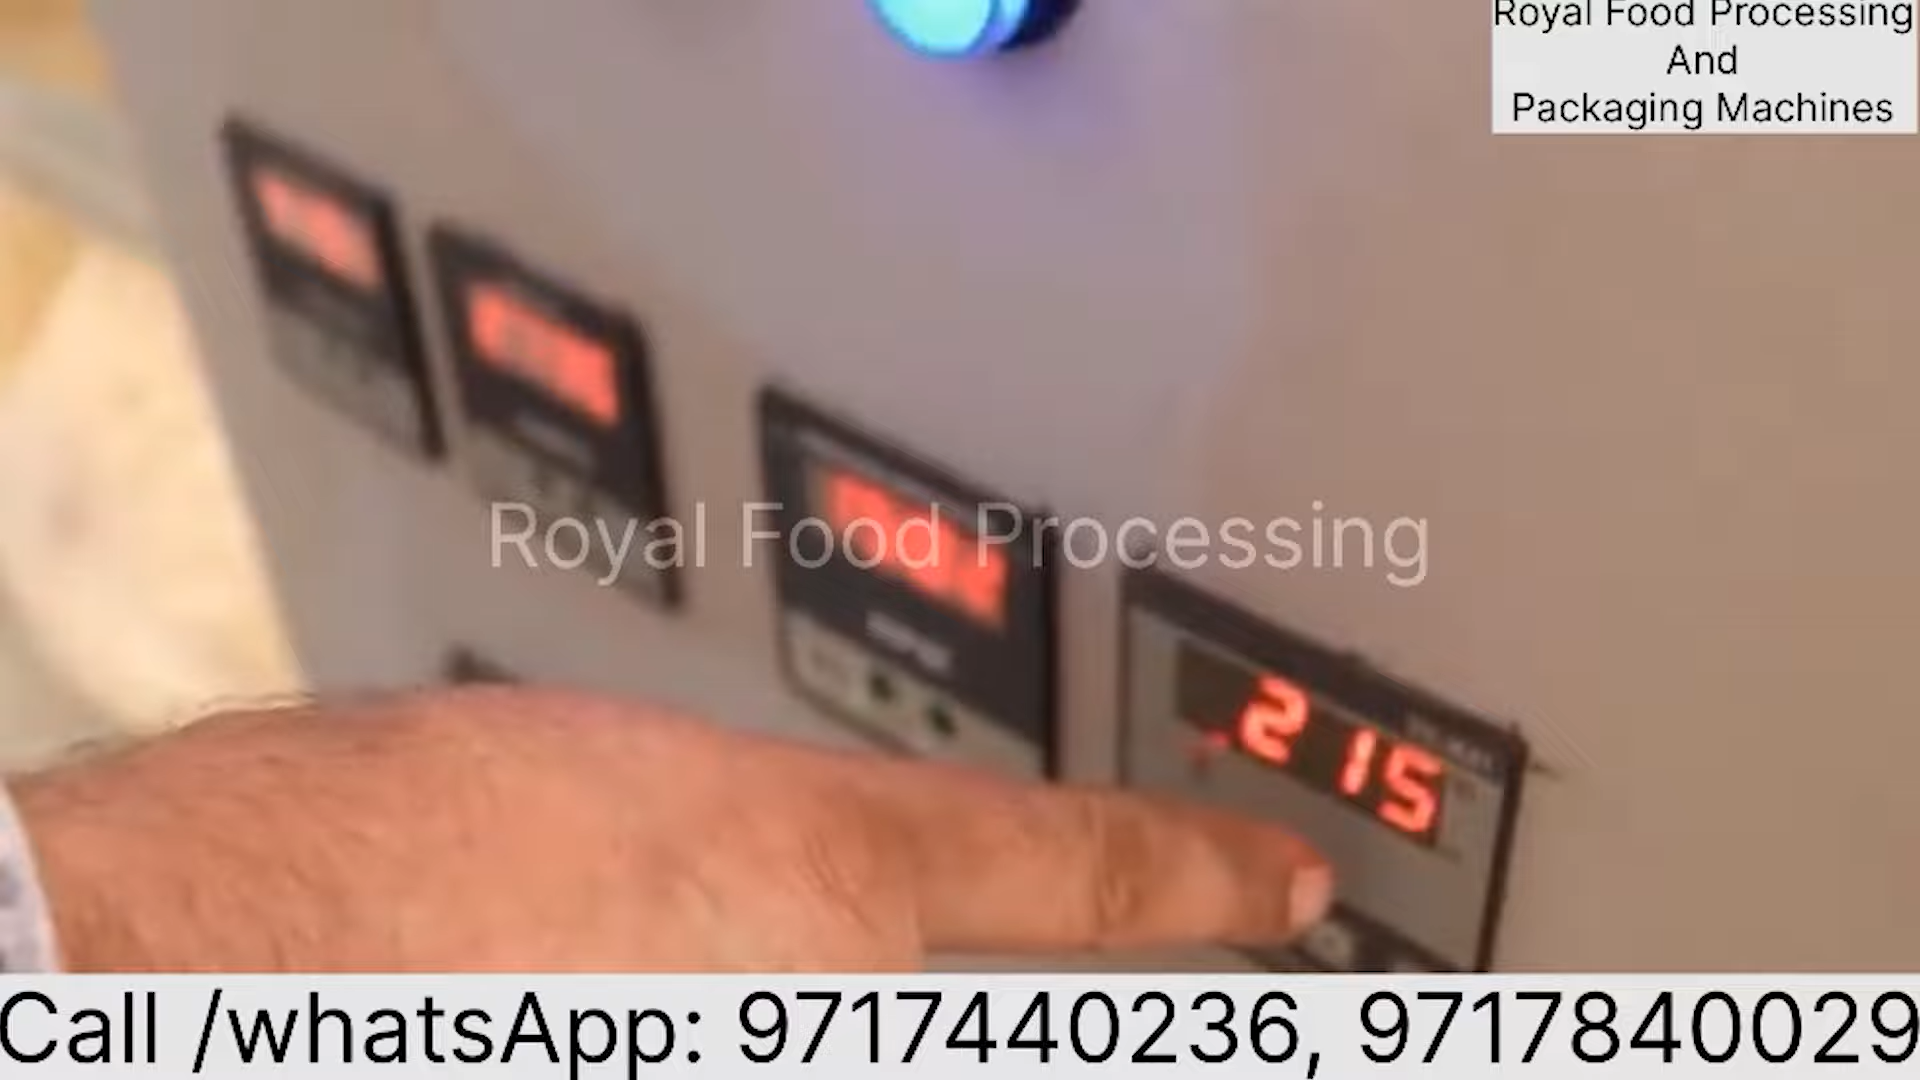 Royal Food Processing
And
Packaging Machines
Royal Food Processing
215
Call /whatsApp: 9717440236, 9717840029